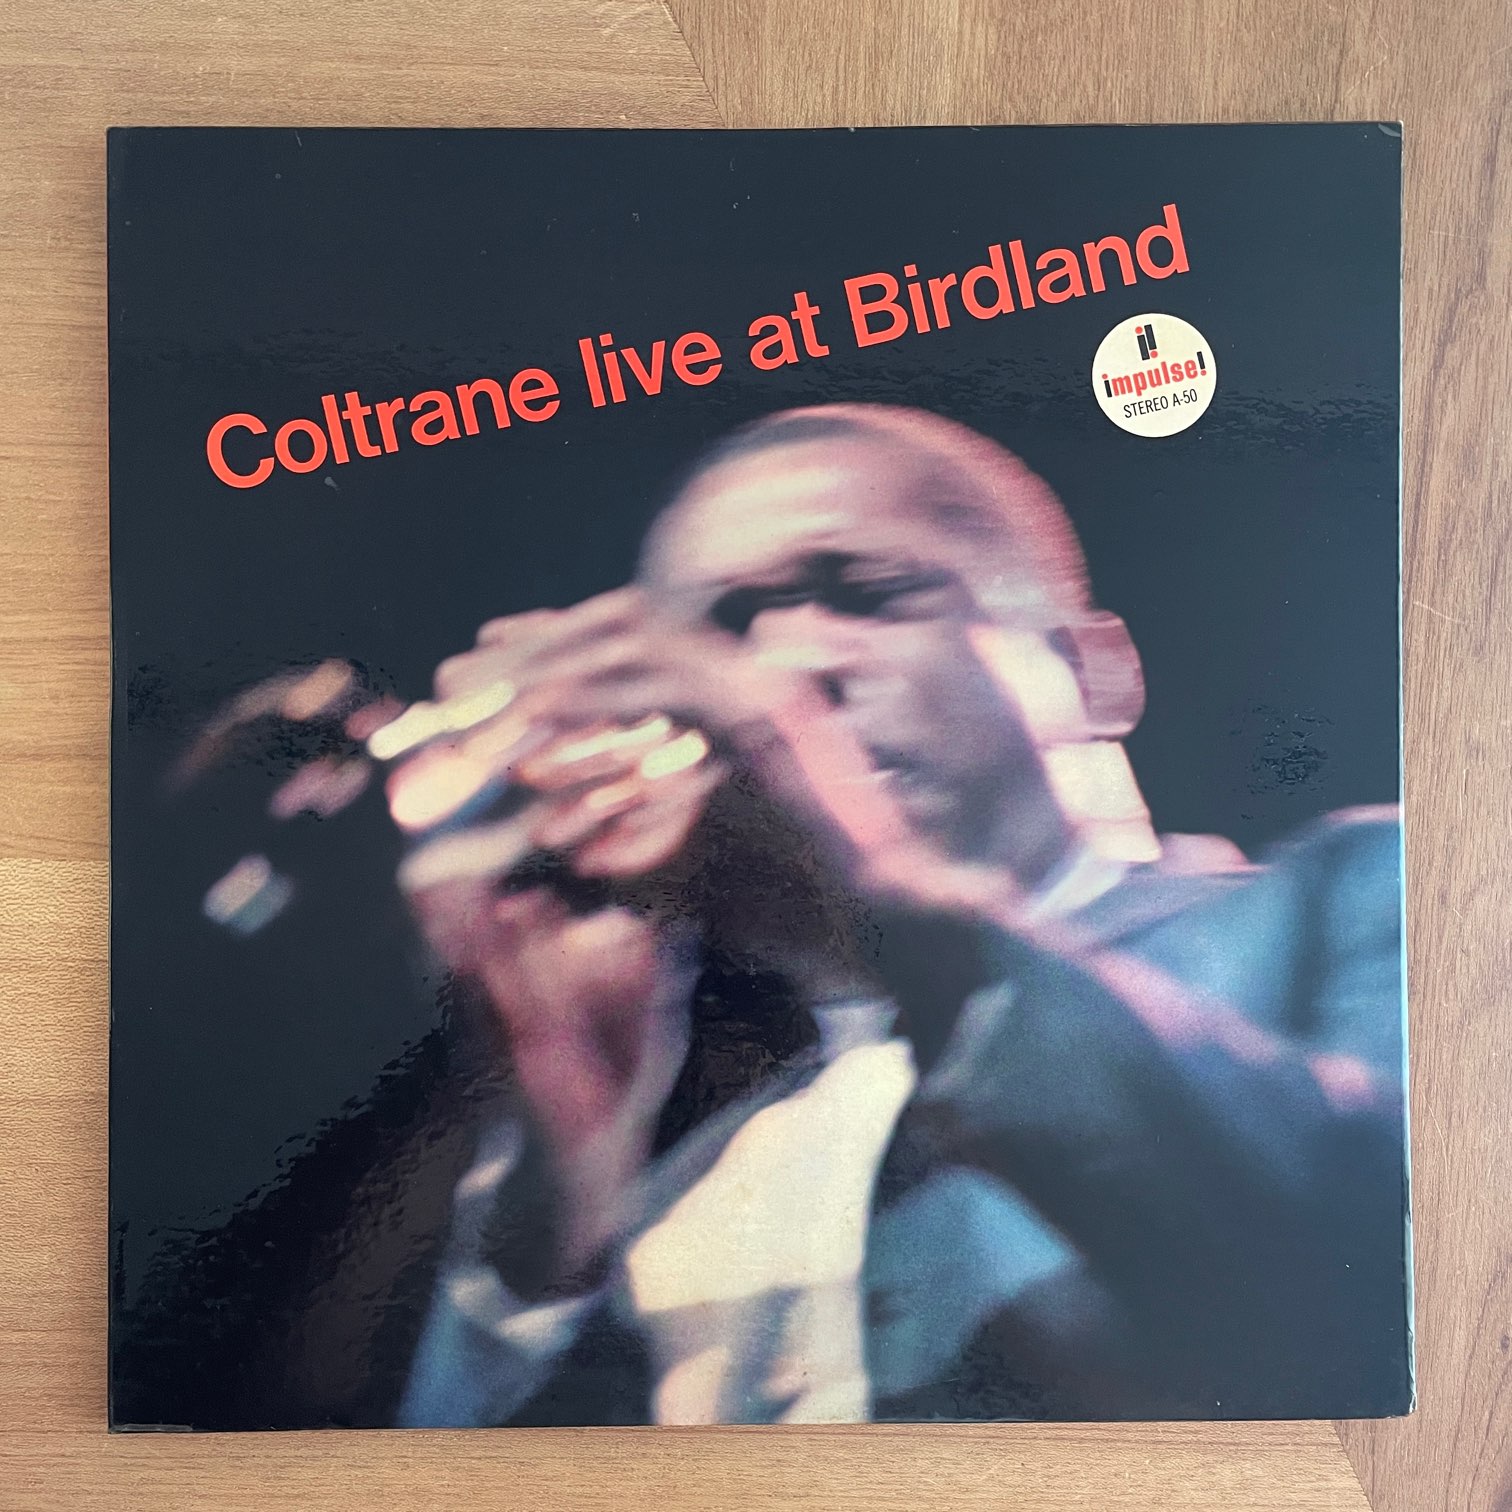 Coltrane live at Birdland
i!
impulse!
STEREO A-50